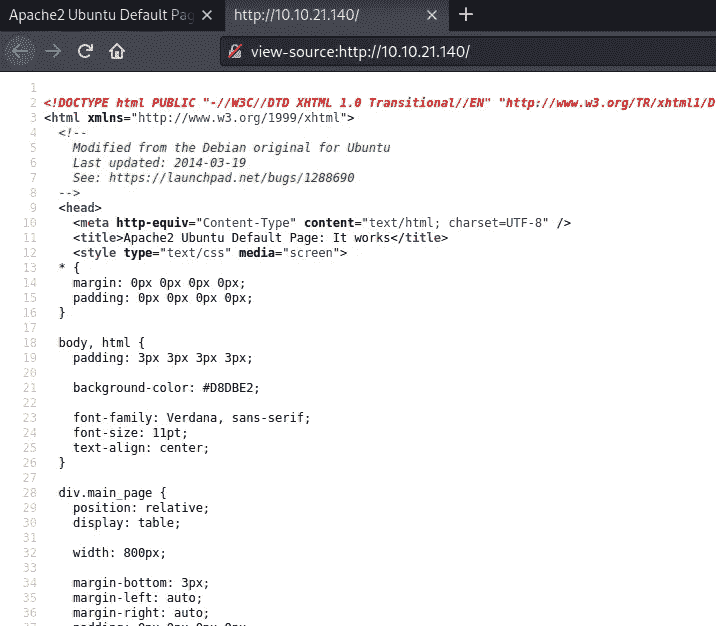 Apache2 Ubuntu Default Pag
http://10.10.21.140/
view-source:http://10.10.21.140/
1
2 <!DOCTYPE html PUBLIC "-//W3C//DTD XHTML 1.0 Transitional//EN" "http://www.w3.org/TR/xhtml1/D
3 <html xmlns="http://www.w3.org/1999/xhtml">
4 <!--
5 Modified from the Debian original for Ubuntu
6 Last updated: 2014-03-19
7 See: https://launchpad.net/bugs/1288690
8 -->
9 <head>
10 <meta http-equiv="Content-Type" content="text/html; charset=UTF-8" />
11 <title>Apache2 Ubuntu Default Page: It works</title>
12 <style type="text/css" media="screen">
13 * {
14 margin: 0px 0px 0px 0px;
15 padding: 0px 0px 0px 0px;
16 }
17
18 body, html {
19 padding: 3px 3px 3px 3px;
20
21 background-color: #D8DBE2;
22
23 font-family: Verdana, sans-serif;
24 font-size: 11pt;
25 text-align: center;
26 }
27
28 div.main_page {
29 position: relative;
30 display: table;
31
32 width: 800px;
33
34 margin-bottom: 3px;
35 margin-left: auto;
36 margin-right: auto;
37 padding: 0px 0px 0px 0px;